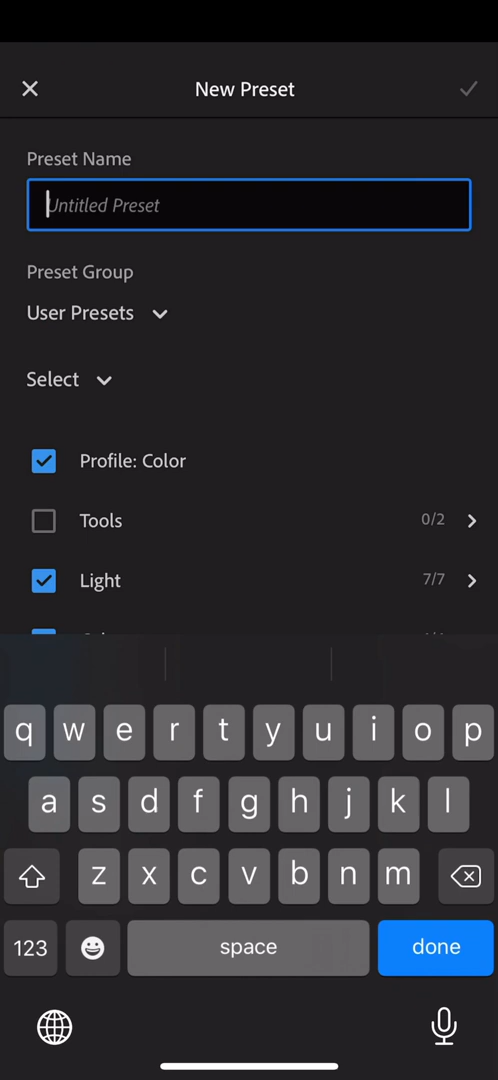 New Preset
Preset Name
Untitled Preset
Preset Group
User Presets
Select
Profile: Color
Tools 0/2
Light 7/7
q w e r t y u i o p
a s d f g h j k l
z x c v b n m
123 space done